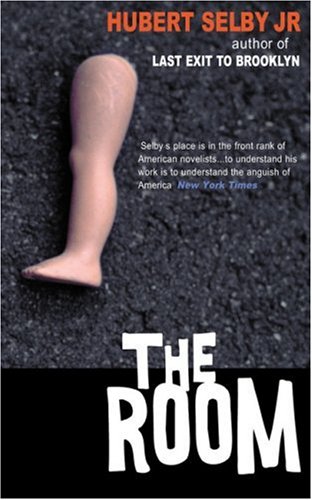 HUBERT SELBY JR
author of
LAST EXIT TO BROOKLYN
Selby s place is in the front rank of
American novelists...to understand his
work is to understand the anguish of
America New York Times
THE
ROOM